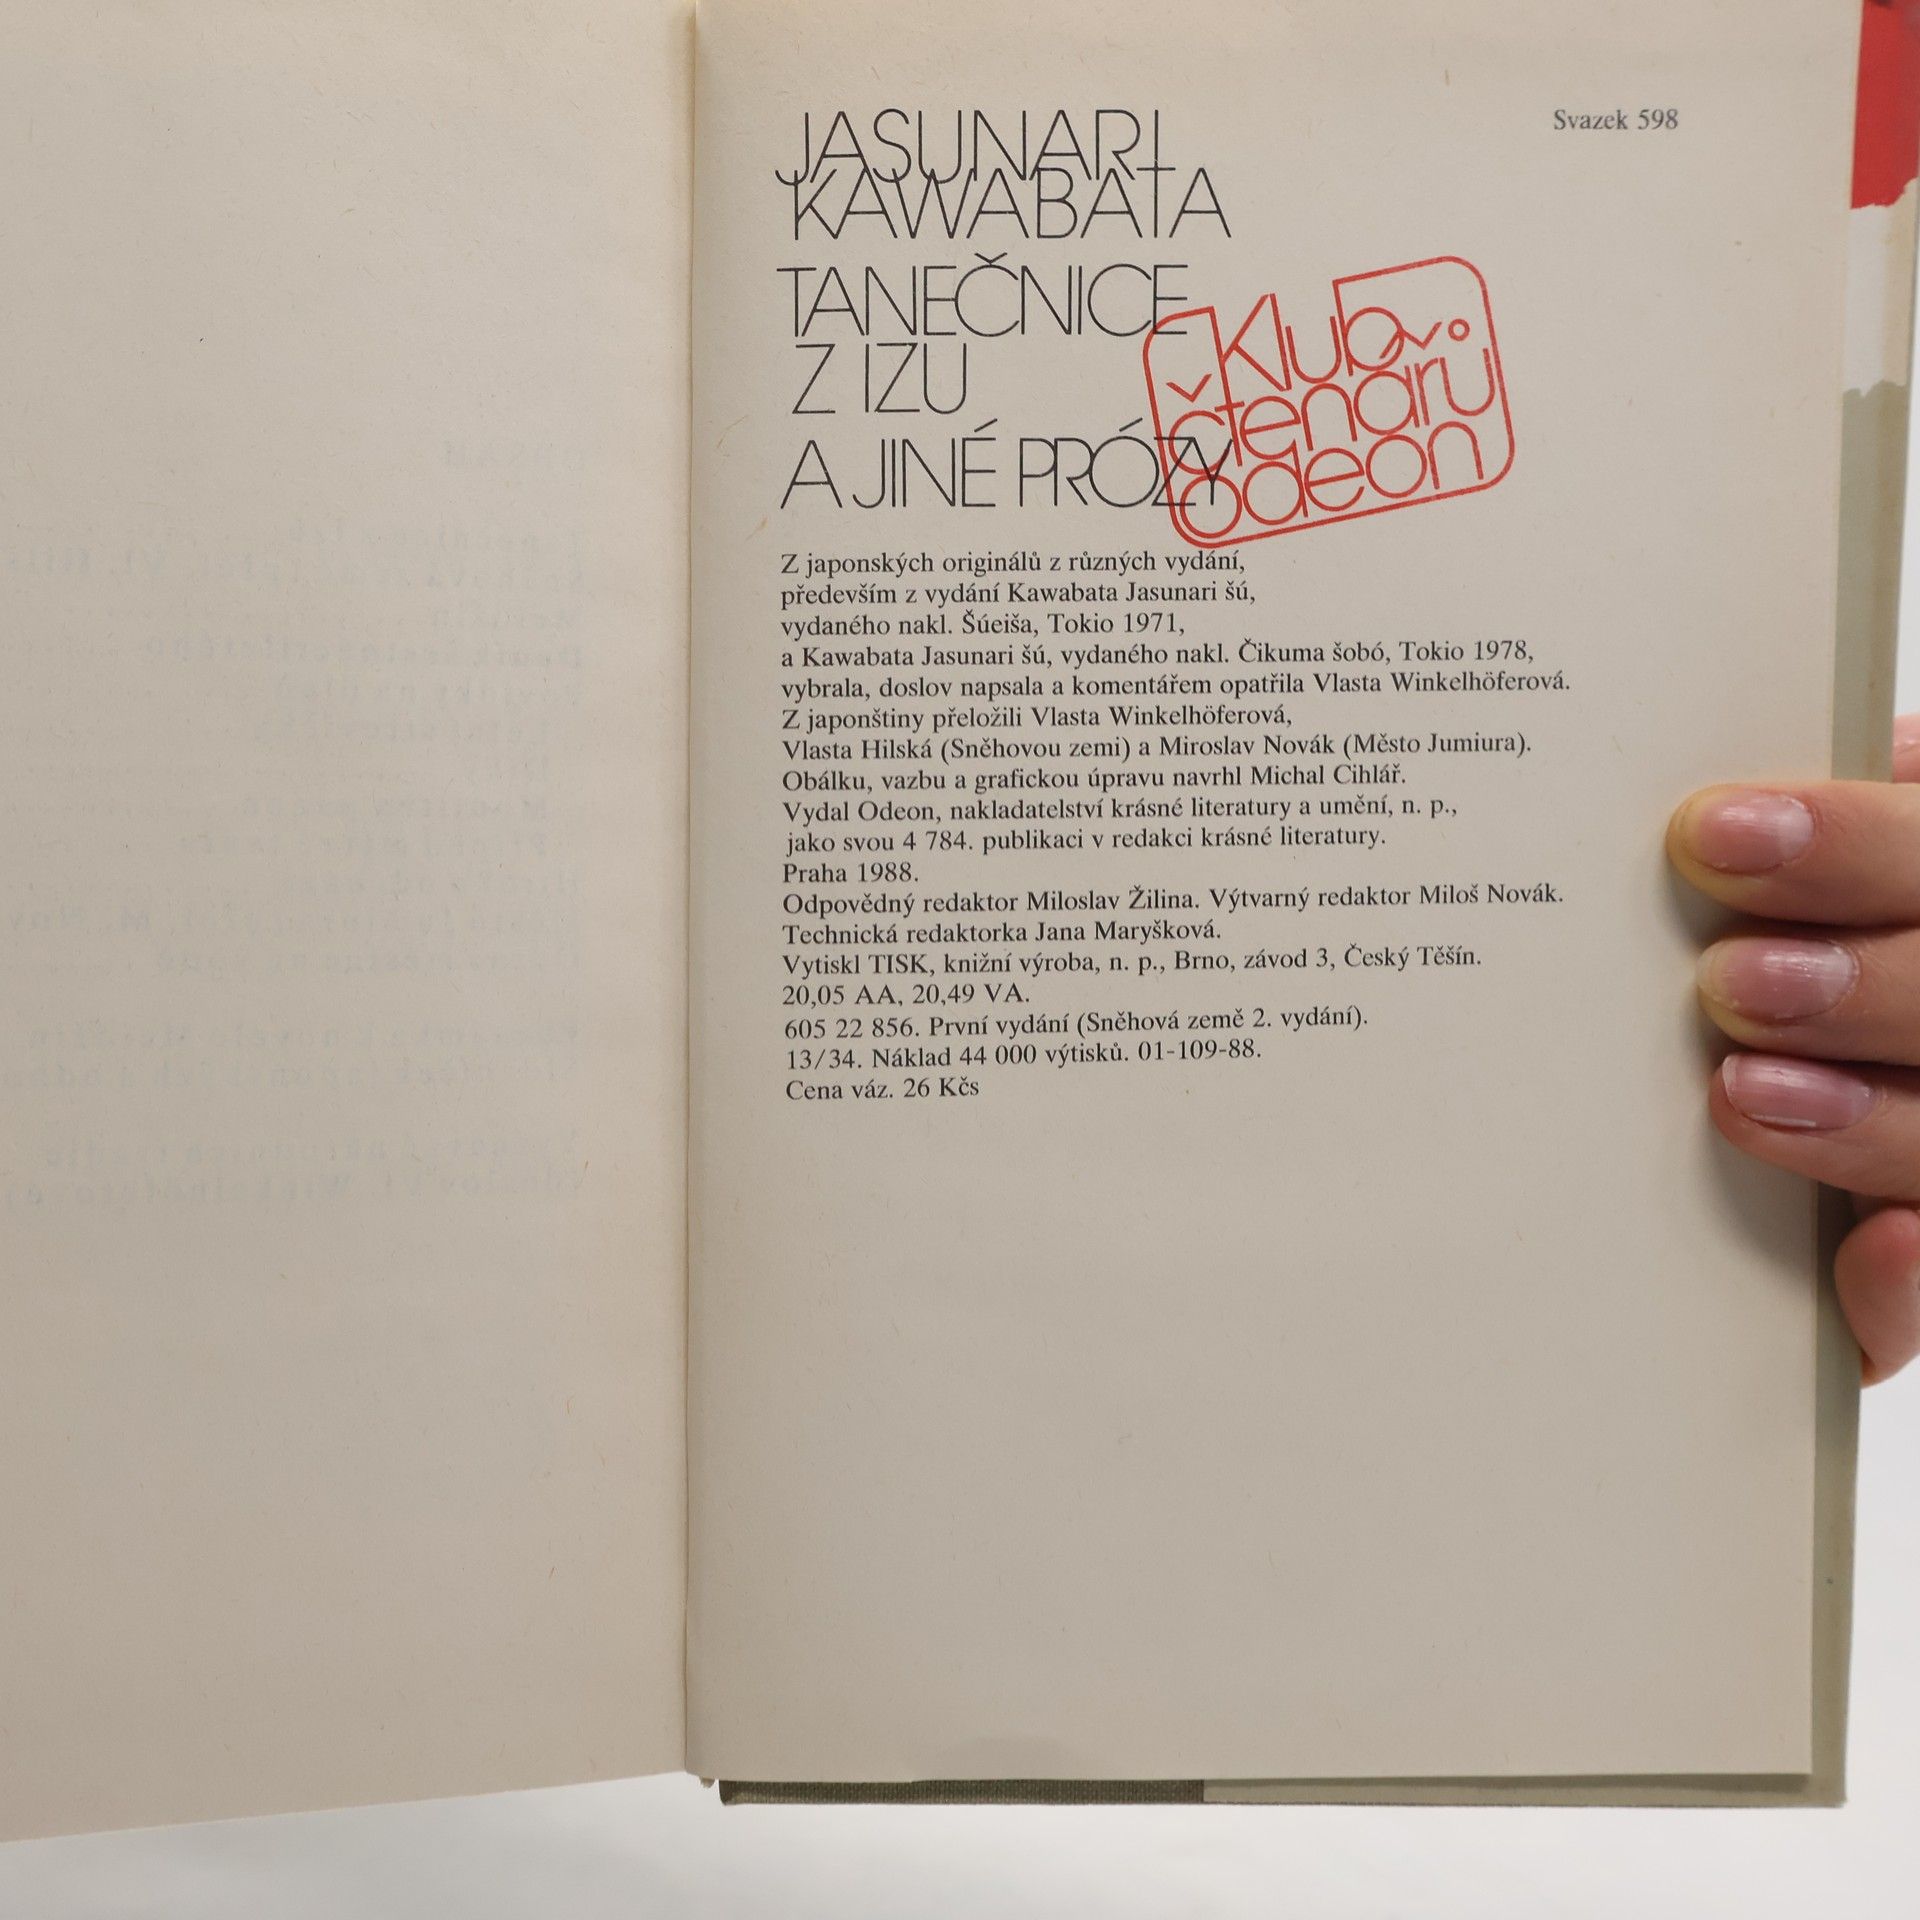 Svazek 598
JASUNARI
KAWABATA
TANEČNICE
Z IZU
A JINÉ PRÓZY
Klub
čtenářů
odeon
Z japonských originálů z různých vydání,
především z vydání Kawabata Jasunari šú,
vydaného nakl. Šúeiša, Tokio 1971,
a Kawabata Jasunari šú, vydaného nakl. Čikuma šobó, Tokio 1978,
vybrala, doslov napsala a komentářem opatřila Vlasta Winkelhöferová.
Z japonštiny přeložili Vlasta Winkelhöferová,
Vlasta Hilská (Sněhovou zemi) a Miroslav Novák (Město Jumiura).
Obálku, vazbu a grafickou úpravu navrhl Michal Cihlář.
Vydal Odeon, nakladatelství krásné literatury a umění, n. p.,
jako svou 4 784. publikaci v redakci krásné literatury.
Praha 1988.
Odpovědný redaktor Miloslav Žilina. Výtvarný redaktor Miloš Novák.
Technická redaktorka Jana Maryšková.
Vytiskl TISK, knižní výroba, n. p., Brno, závod 3, Český Těšín.
20,05 AA, 20,49 VA.
605 22 856. První vydání (Sněhová země 2. vydání).
13/34. Náklad 44 000 výtisků. 01-109-88.
Cena váz. 26 Kčs